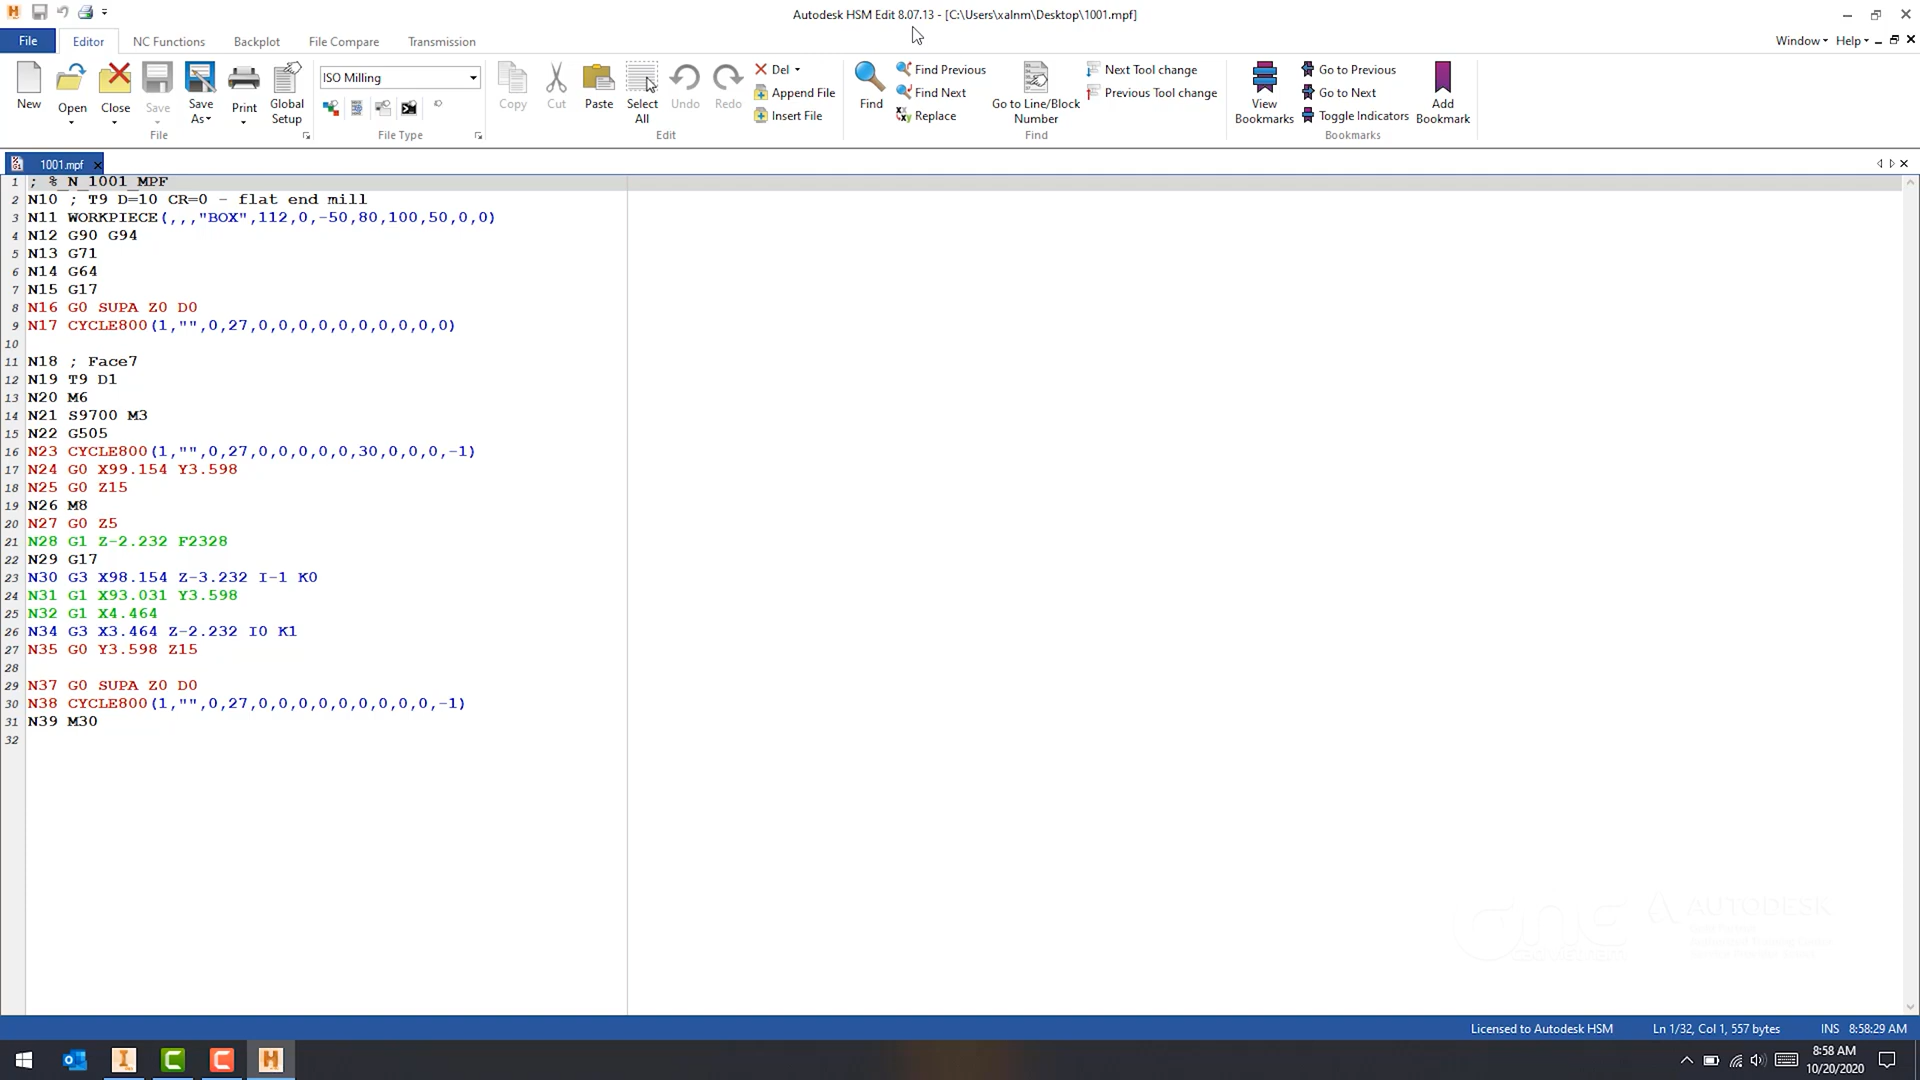 Autodesk HSM Edit 8.07.13 - [C:\Users\xalnm\Desktop\1001.mpf]
File Editor NC Functions Backplot File Compare Transmission Window Help
New Open Close Save Save As Print Global Setup
File
ISO Milling
File Type
Copy Cut Paste Select All Undo Redo
Del
Append File
Insert File
Edit
Find
Find Previous
Find Next
Replace
Go to Line/Block Number
Next Tool change
Previous Tool change
Find
View Bookmarks
Go to Previous
Go to Next
Toggle Indicators
Add Bookmark
Bookmarks
1001.mpf
1 ; %_N_1001_MPF
2 N10 ; T9 D=10 CR=0 - flat end mill
3 N11 WORKPIECE(,,,"BOX",112,0,-50,80,100,50,0,0)
4 N12 G90 G94
5 N13 G71
6 N14 G64
7 N15 G17
8 N16 G0 SUPA Z0 D0
9 N17 CYCLE800(1,"",0,27,0,0,0,0,0,0,0,0,0,0)
10
11 N18 ; Face7
12 N19 T9 D1
13 N20 M6
14 N21 S9700 M3
15 N22 G505
16 N23 CYCLE800(1,"",0,27,0,0,0,0,0,30,0,0,0,-1)
17 N24 G0 X99.154 Y3.598
18 N25 G0 Z15
19 N26 M8
20 N27 G0 Z5
21 N28 G1 Z-2.232 F2328
22 N29 G17
23 N30 G3 X98.154 Z-3.232 I-1 K0
24 N31 G1 X93.031 Y3.598
25 N32 G1 X4.464
26 N34 G3 X3.464 Z-2.232 I0 K1
27 N35 G0 Y3.598 Z15
28
29 N37 G0 SUPA Z0 D0
30 N38 CYCLE800(1,"",0,27,0,0,0,0,0,0,0,0,0,-1)
31 N39 M30
32
AUTODESK
Licensed to Autodesk HSM Ln 1/32, Col 1, 557 bytes INS 8:58:29 AM
8:58 AM
10/20/2020